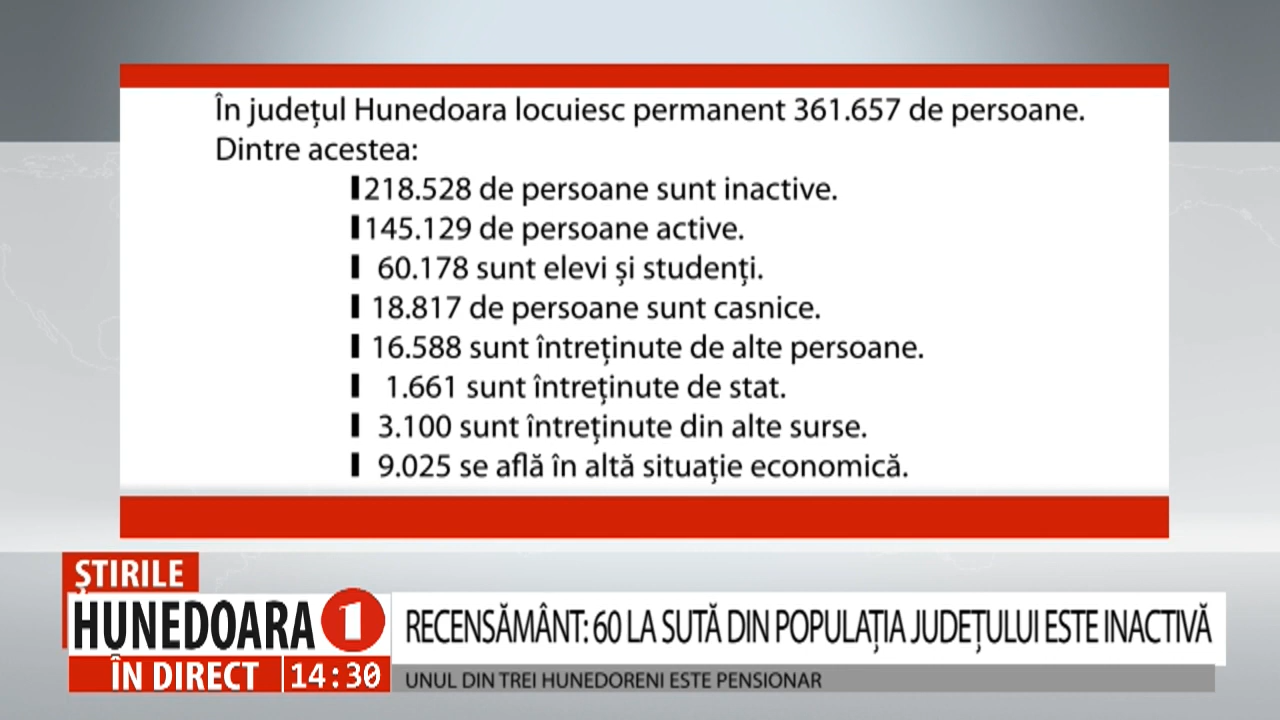 În județul Hunedoara locuiesc permanent 361.657 de persoane.
Dintre acestea:
218.528 de persoane sunt inactive.
145.129 de persoane active.
60.178 sunt elevi și studenți.
18.817 de persoane sunt casnice.
16.588 sunt întreținute de alte persoane.
1.661 sunt întreținute de stat.
3.100 sunt întreținute din alte surse.
9.025 se află în altă situație economică.
ŞTIRILE
HUNEDOARA 1
ÎN DIRECT 14:30
RECENSĂMÂNT: 60 LA SUTĂ DIN POPULAȚIA JUDEȚULUI ESTE INACTIVĂ
UNUL DIN TREI HUNEDORENI ESTE PENSIONAR